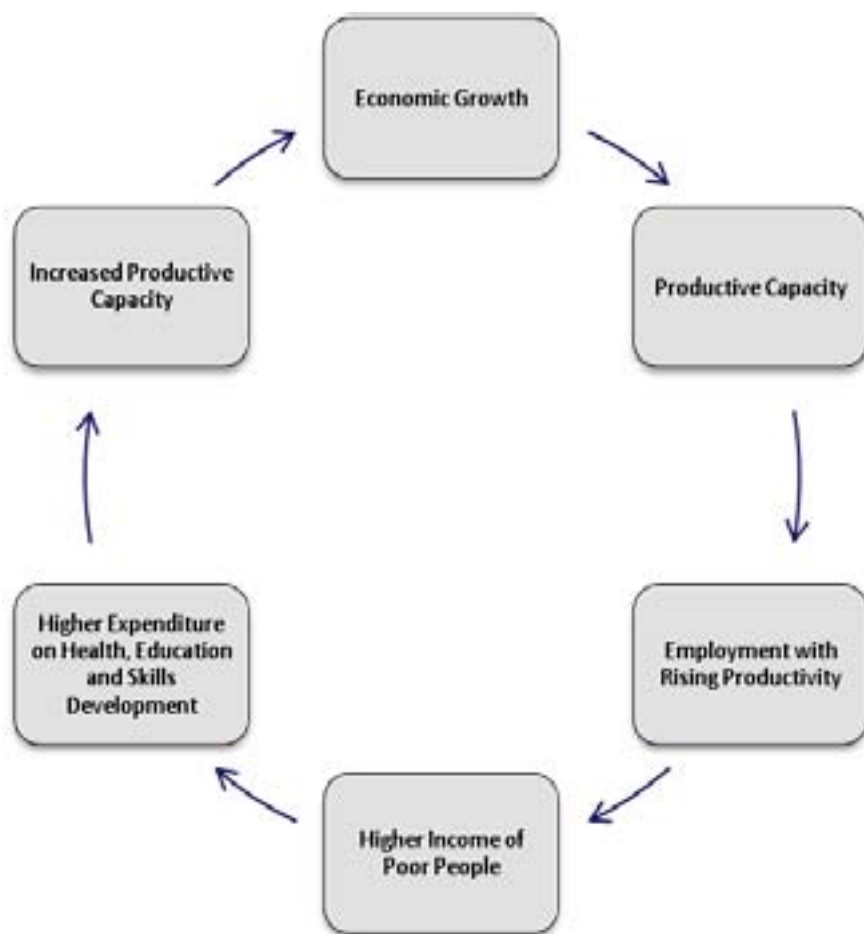 Economic Growth
Productive Capacity
Employment with
Rising Productivity
Higher Income of
Poor People
Higher Expenditure
on Health, Education
and Skills
Development
Increased Productive
Capacity